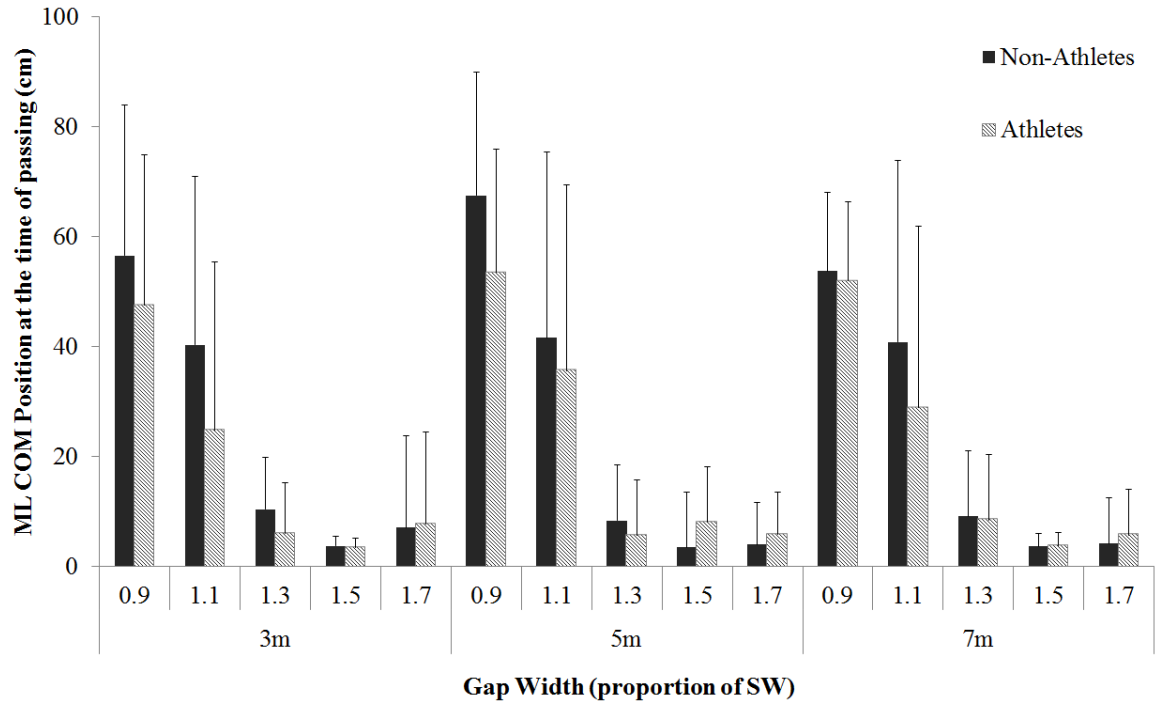 ML COM Position at the time of passing (cm)
100
80
60
40
20
0
Non-Athletes
Athletes
0.9 1.1 1.3 1.5 1.7 0.9 1.1 1.3 1.5 1.7 0.9 1.1 1.3 1.5 1.7
3m 5m 7m
Gap Width (proportion of SW)